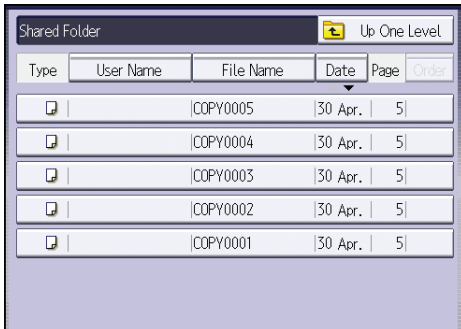 Shared Folder Up One Level
Type User Name File Name Date Page Order
COPY0005 30 Apr. 5
COPY0004 30 Apr. 5
COPY0003 30 Apr. 5
COPY0002 30 Apr. 5
COPY0001 30 Apr. 5